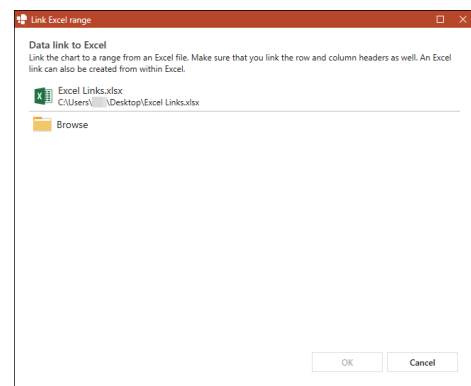 Link Excel range
Data link to Excel
Link the chart to a range from an Excel file. Make sure that you link the row and column headers as well. An Excel
link can also be created from within Excel.
Excel Links.xlsx
C:\Users\ \Desktop\Excel Links.xlsx
Browse
OK
Cancel